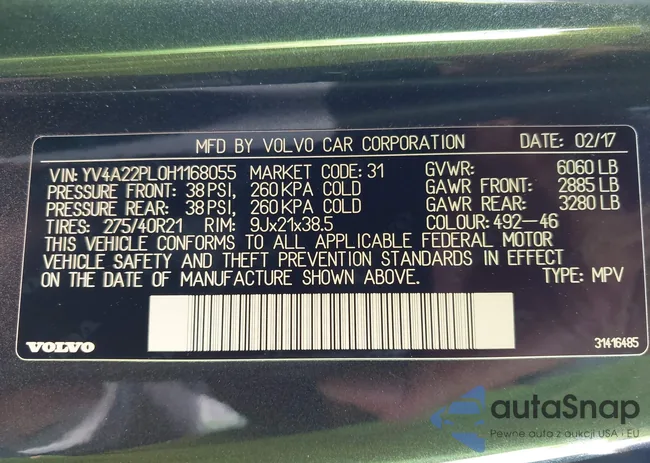 MFD BY VOLVO CAR CORPORATION DATE: 02/17
VIN: YV4A22PL0H1168055 MARKET CODE: 31 GVWR: 6060 LB
PRESSURE FRONT: 38 PSI, 260 KPA COLD GAWR FRONT: 2885 LB
PRESSURE REAR: 38 PSI, 260 KPA COLD GAWR REAR: 3280 LB
TIRES: 275/40R21 RIM: 9Jx21x38.5 COLOUR: 492-46
THIS VEHICLE CONFORMS TO ALL APPLICABLE FEDERAL MOTOR
VEHICLE SAFETY AND THEFT PREVENTION STANDARDS IN EFFECT
ON THE DATE OF MANUFACTURE SHOWN ABOVE. TYPE: MPV
VOLVO 31416485
autaSnap
Pewne auta z aukcji USA i EU